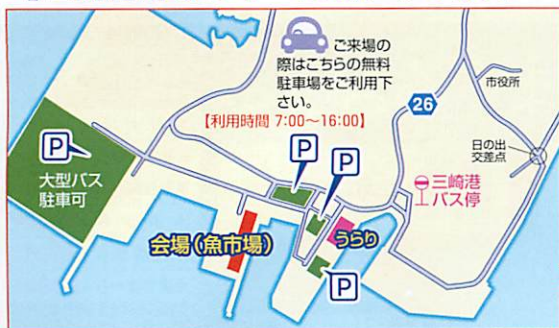 ご来場の
際はこちらの無料
駐車場をご利用下
さい。
【利用時間 7:00～16:00】
26
市役所
日の出
交差点
P
大型バス
駐車可
P
P
三崎港
バス停
会場(魚市場)
うらり
P